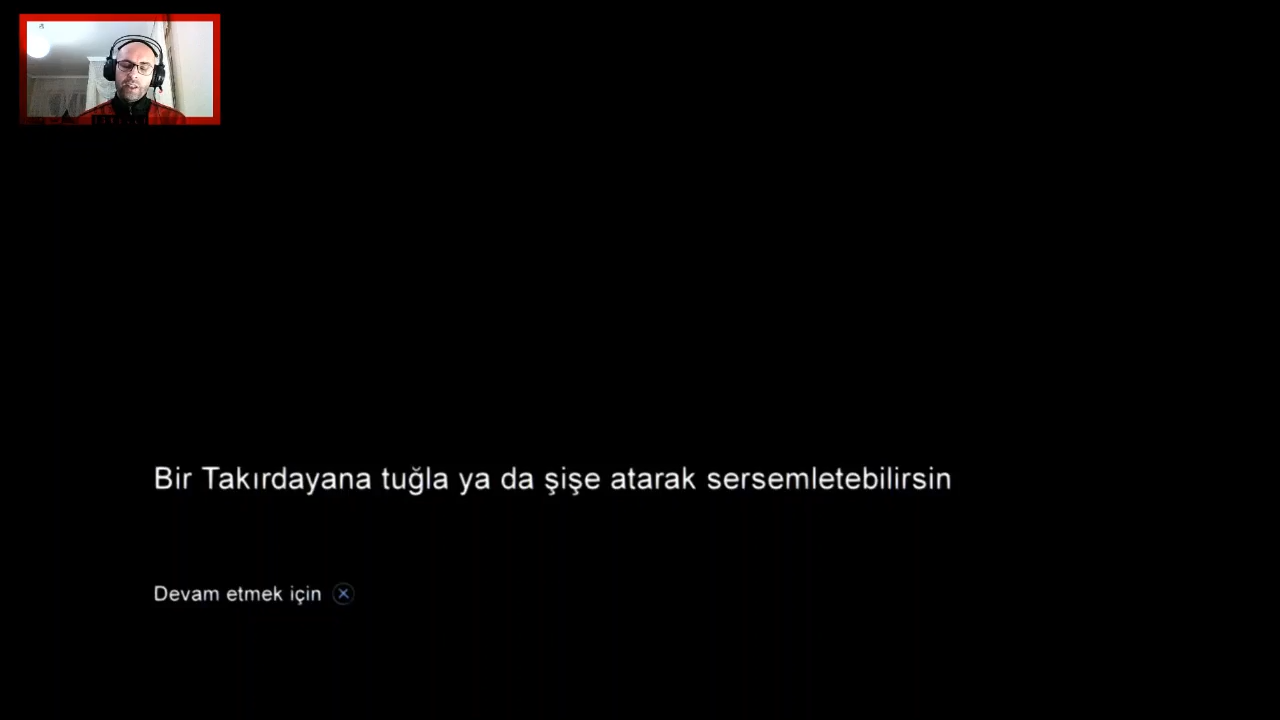 Bir Takırdayana tuğla ya da şişe atarak sersemletebilirsin
Devam etmek için